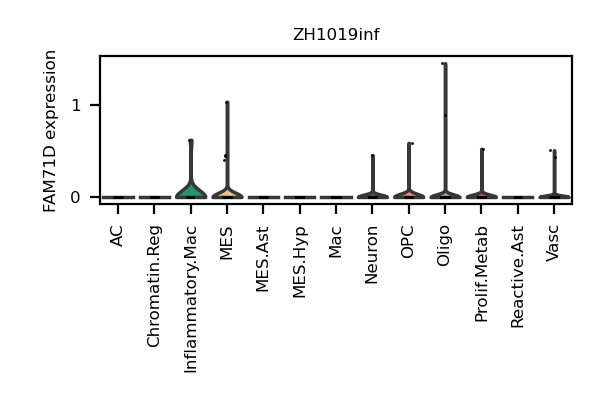 ZH1019inf
FAM71D expression
1
0
AC
Chromatin.Reg
Inflammatory.Mac
MES
MES.Ast
MES.Hyp
Mac
Neuron
OPC
Oligo
Prolif.Metab
Reactive.Ast
Vasc